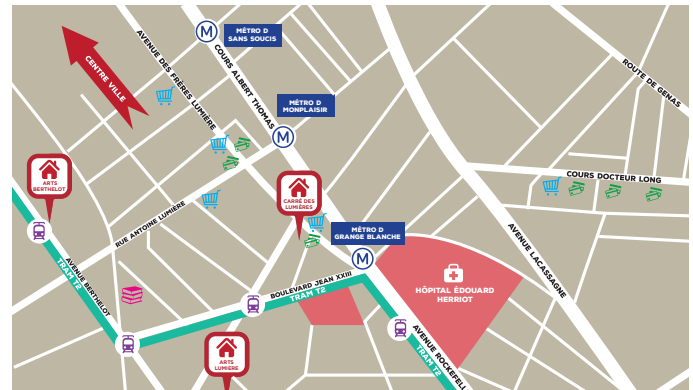 MÉTRO D
SANS SOUCIS
AVENUE DES FRÈRES LUMIÈRE
COURS ALBERT THOMAS
CENTRE VILLE
ROUTE DE GENAS
MÉTRO D
MONPLAISIR
ARTS
BERTHELOT
COURS DOCTEUR LONG
CARRÉ DES
LUMIÈRES
RUE ANTOINE LUMIÈRE
MÉTRO D
GRANGE BLANCHE
AVENUE LACASSAGNE
AVENUE BERTHELOT
TRAM T2
BOULEVARD JEAN XXIII
TRAM T2
HÔPITAL ÉDOUARD
HERRIOT
AVENUE ROCKEFELL
TRAM T2
ARTS
LUMIÈRE
M
M
M